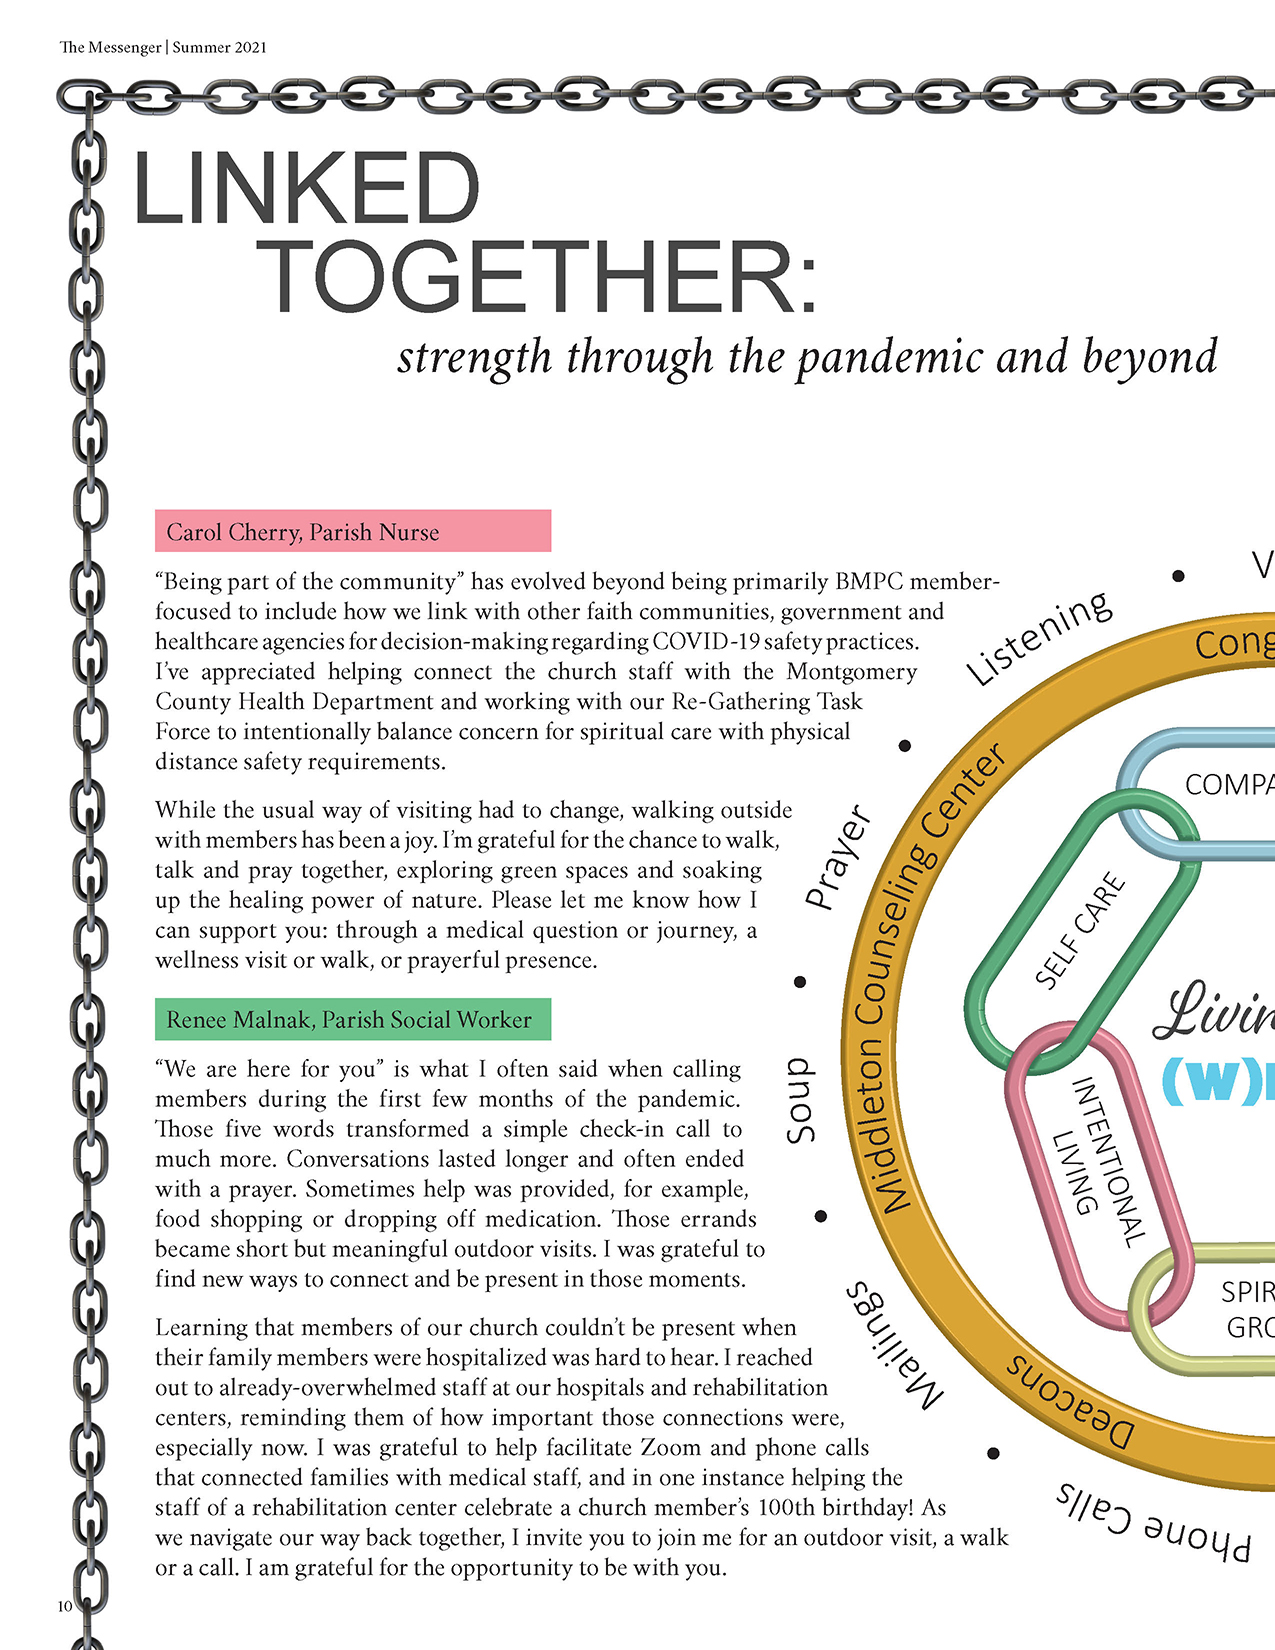 The Messenger | Summer 2021
LINKED
TOGETHER:
strength through the pandemic and beyond
Carol Cherry, Parish Nurse
“Being part of the community” has evolved beyond being primarily BMPC member-
focused to include how we link with other faith communities, government and
healthcare agencies for decision-making regarding COVID-19 safety practices.
I’ve appreciated helping connect the church staff with the Montgomery
County Health Department and working with our Re-Gathering Task
Force to intentionally balance concern for spiritual care with physical
distance safety requirements.
While the usual way of visiting had to change, walking outside
with members has been a joy. I’m grateful for the chance to walk,
talk and pray together, exploring green spaces and soaking
up the healing power of nature. Please let me know how I
can support you: through a medical question or journey, a
wellness visit or walk, or prayerful presence.
Renee Malnak, Parish Social Worker
“We are here for you” is what I often said when calling
members during the first few months of the pandemic.
Those five words transformed a simple check-in call to
much more. Conversations lasted longer and often ended
with a prayer. Sometimes help was provided, for example,
food shopping or dropping off medication. Those errands
became short but meaningful outdoor visits. I was grateful to
find new ways to connect and be present in those moments.
Learning that members of our church couldn’t be present when
their family members were hospitalized was hard to hear. I reached
out to already-overwhelmed staff at our hospitals and rehabilitation
centers, reminding them of how important those connections were,
especially now. I was grateful to help facilitate Zoom and phone calls
that connected families with medical staff, and in one instance helping the
staff of a rehabilitation center celebrate a church member’s 100th birthday! As
we navigate our way back together, I invite you to join me for an outdoor visit, a walk
or a call. I am grateful for the opportunity to be with you.
10
V
• Listening
• Prayer
• Soup
• Maillings
• Phone Calls
Cong
Middleton Counseling Center
Deacons
COMPA
SELF CARE
INTENTIONAL
LIVING
SPIR
GRO
Livin
(W)